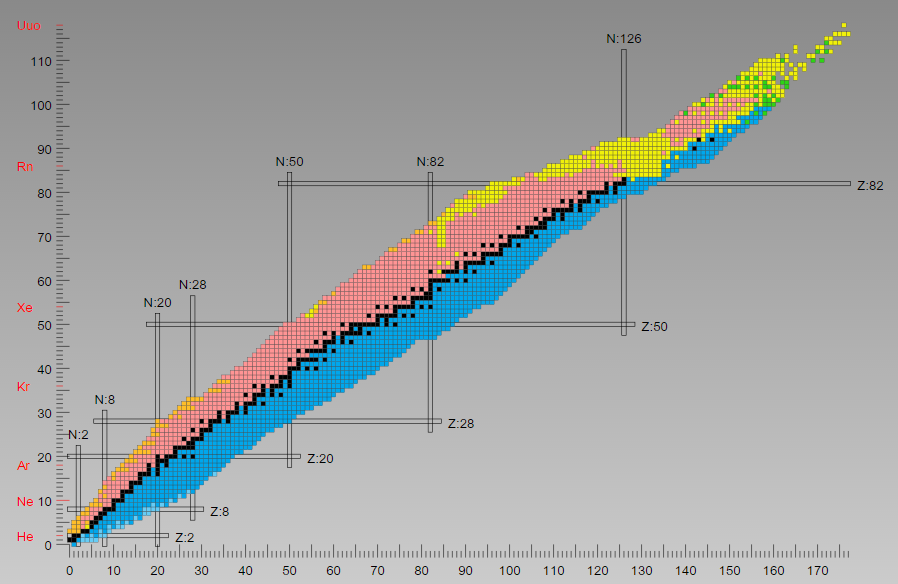 Uuo
N:126
110
100
90
N:50
N:82
Rn
80
Z:82
70
60
N:28
N:20
Xe
50
Z:50
40
Kr
N:8
30
N:2
Z:28
20
Z:20
Ar
Ne
10
Z:8
He
Z:2
0
0 10 20 30 40 50 60 70 80 90 100 110 120 130 140 150 160 170